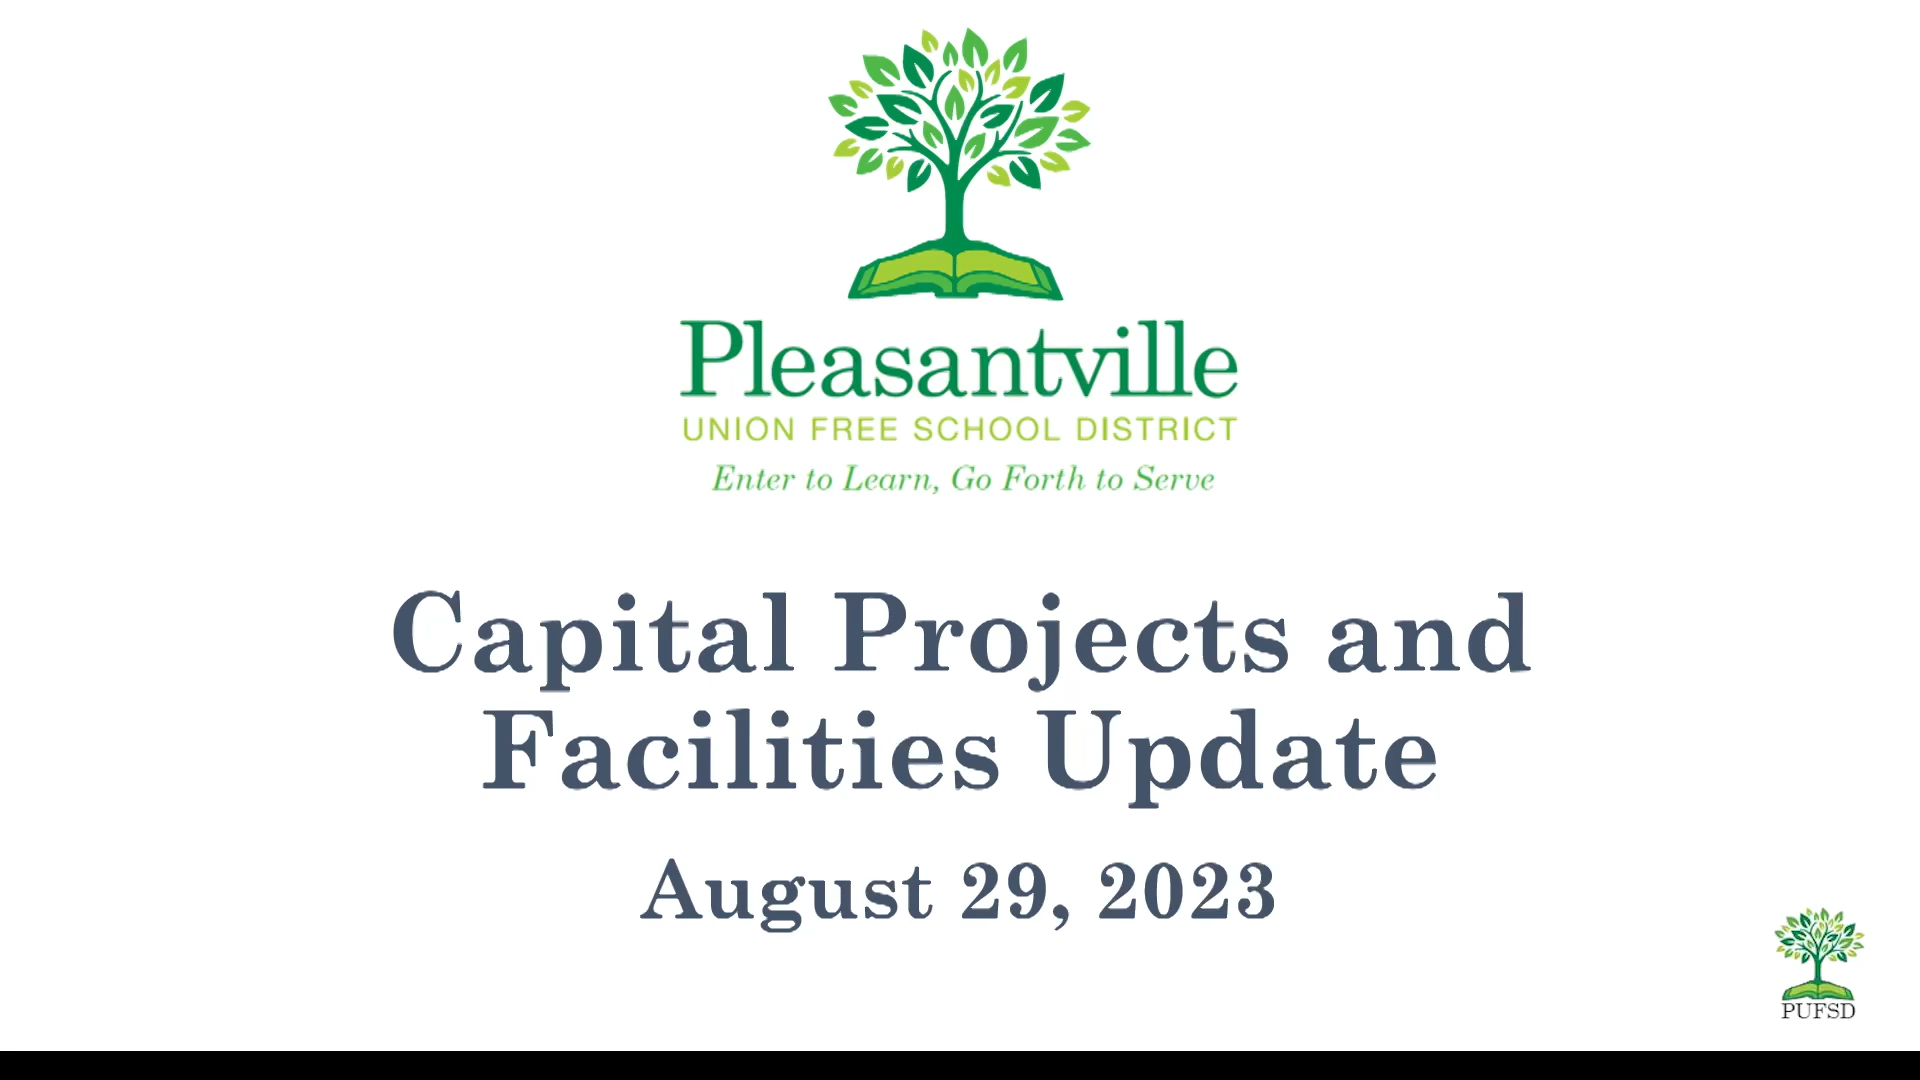 Pleasantville
UNION FREE SCHOOL DISTRICT
Enter to Learn, Go Forth to Serve
Capital Projects and
Facilities Update
August 29, 2023
PUFSD